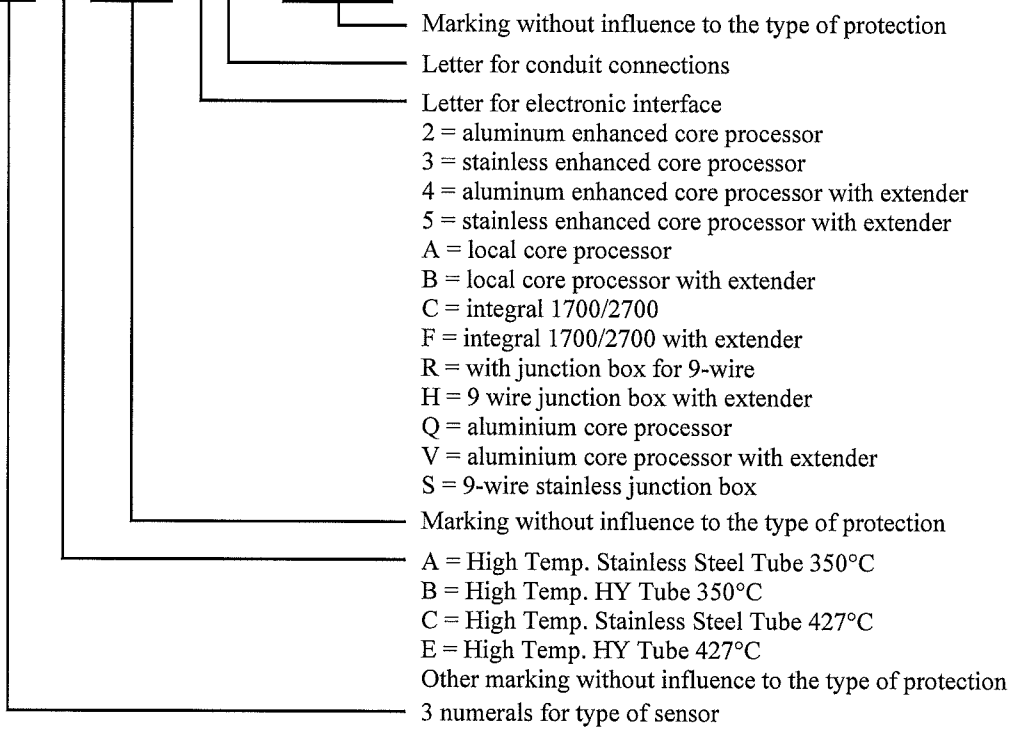 Marking without influence to the type of protection
Letter for conduit connections
Letter for electronic interface
2 = aluminum enhanced core processor
3 = stainless enhanced core processor
4 = aluminum enhanced core processor with extender
5 = stainless enhanced core processor with extender
A = local core processor
B = local core processor with extender
C = integral 1700/2700
F = integral 1700/2700 with extender
R = with junction box for 9-wire
H = 9 wire junction box with extender
Q = aluminium core processor
V = aluminium core processor with extender
S = 9-wire stainless junction box
Marking without influence to the type of protection
A = High Temp. Stainless Steel Tube 350°C
B = High Temp. HY Tube 350°C
C = High Temp. Stainless Steel Tube 427°C
E = High Temp. HY Tube 427°C
Other marking without influence to the type of protection
3 numerals for type of sensor